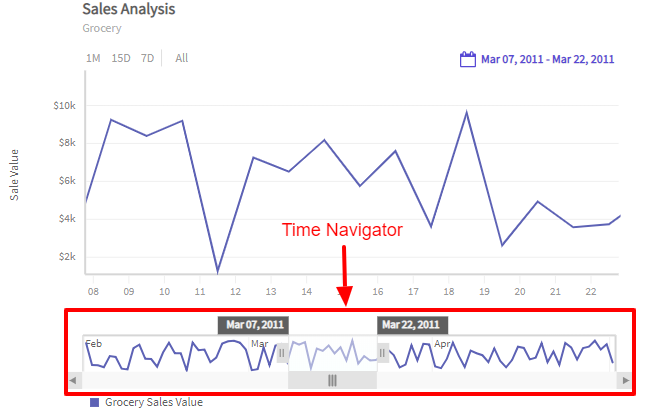 Sales Analysis
Grocery
1M 15D 7D All
Mar 07, 2011 - Mar 22, 2011
Sale Value
$10k
$8k
$6k
$4k
$2k
Time Navigator
08 09 10 11 12 13 14 15 16 17 18 19 20 21 22
Mar 07, 2011 Mar 22, 2011
Feb Mar Apr
Grocery Sales Value